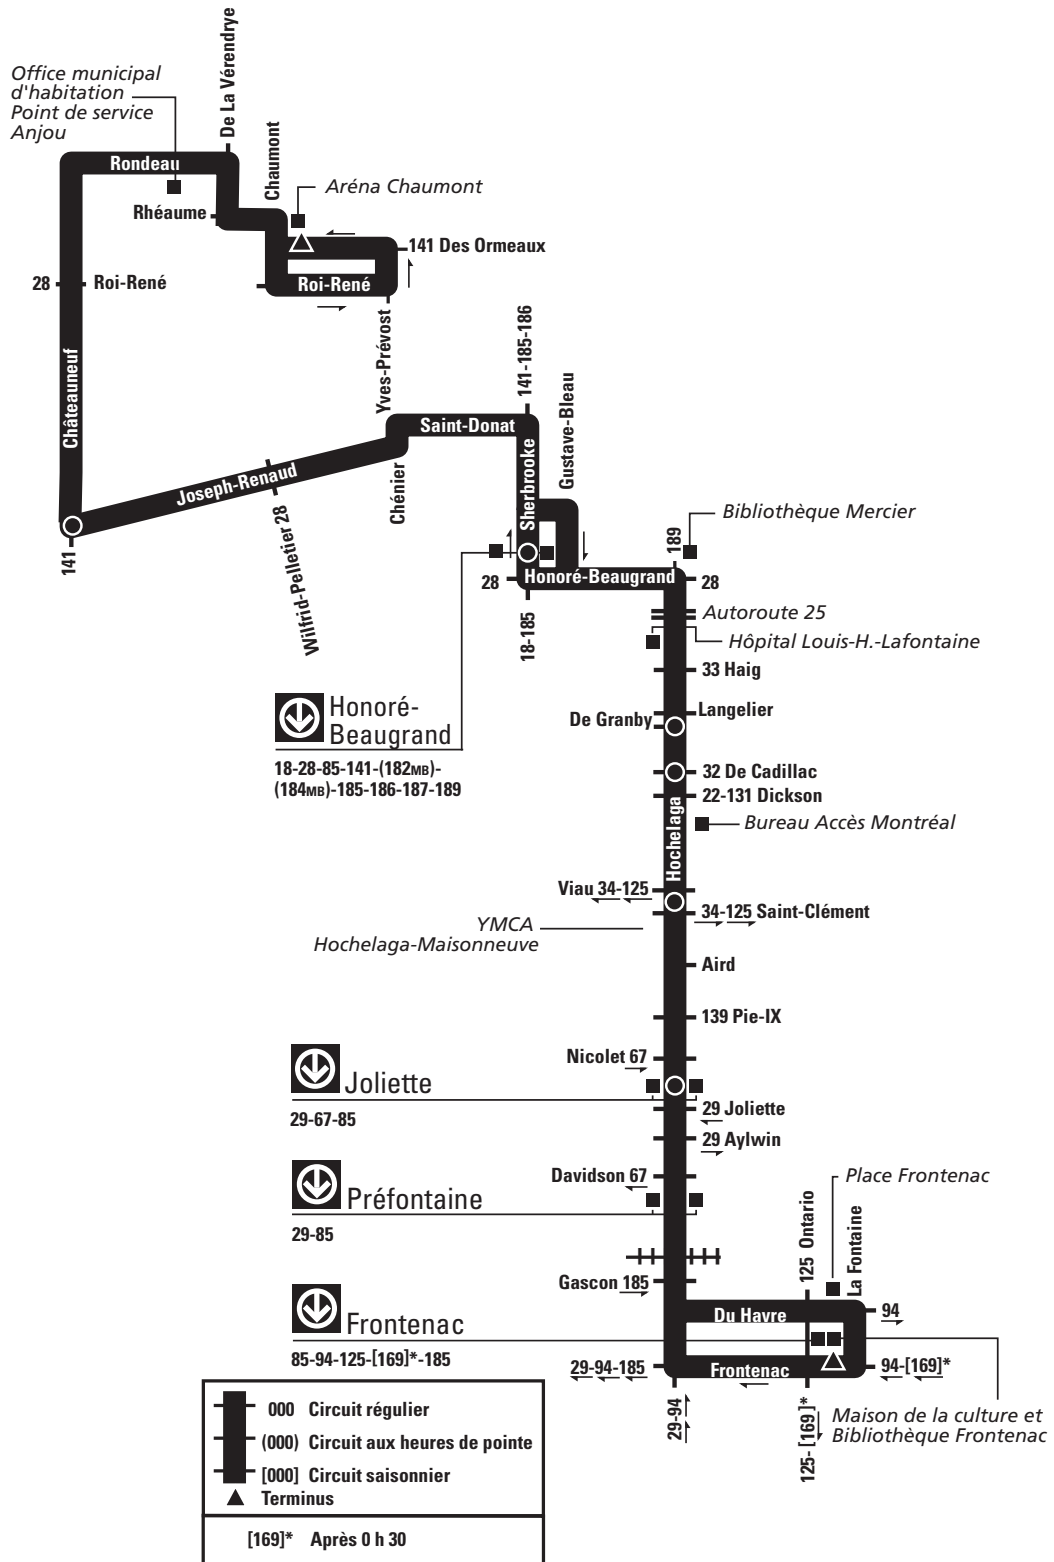 Office municipal
d'habitation
Point de service
Anjou
De La Vérendrye
Chaumont
Rondeau
Aréna Chaumont
Rhéaume
141 Des Ormeaux
28
Roi-René
Roi-René
Châteauneuf
Yves-Prévost
141-185-186
Gustave-Bleau
Saint-Donat
Sherbrooke
Joseph-Renaud
Chénier
141
Wilfrid-Pelletier 28
Bibliothèque Mercier
189
28
Honoré-Beaugrand
28
18-185
Autoroute 25
Hôpital Louis-H.-Lafontaine
33 Haig
Honoré-
Beaugrand
18-28-85-141-(182MB)-
(184MB)-185-186-187-189
Langelier
De Granby
32 De Cadillac
22-131 Dickson
Hochelaga
Bureau Accès Montréal
Viau 34-125
34-125 Saint-Clément
YMCA
Hochelaga-Maisonneuve
Aird
139 Pie-IX
Nicolet 67
Joliette
29-67-85
29 Joliette
29 Aylwin
Davidson 67
Préfontaine
29-85
Place Frontenac
125 Ontario
La Fontaine
Gascon 185
Du Havre
94
Frontenac
85-94-125-[169]*-185
29-94-185
Frontenac
94-[169]*
29-94
125-[169]*
Maison de la culture et
Bibliothèque Frontenac
000 Circuit régulier
(000) Circuit aux heures de pointe
[000] Circuit saisonnier
Terminus
[169]* Après 0 h 30